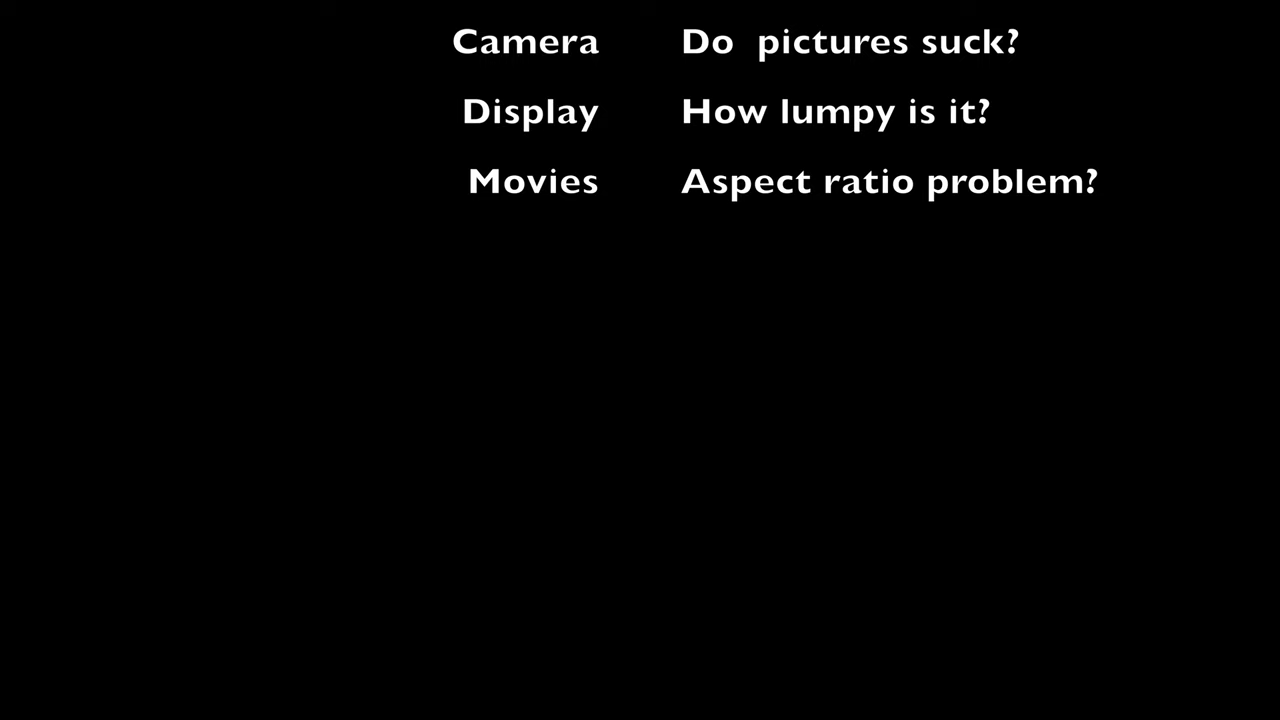 Camera Do  pictures suck?
Display How lumpy is it?
Movies Aspect ratio problem?